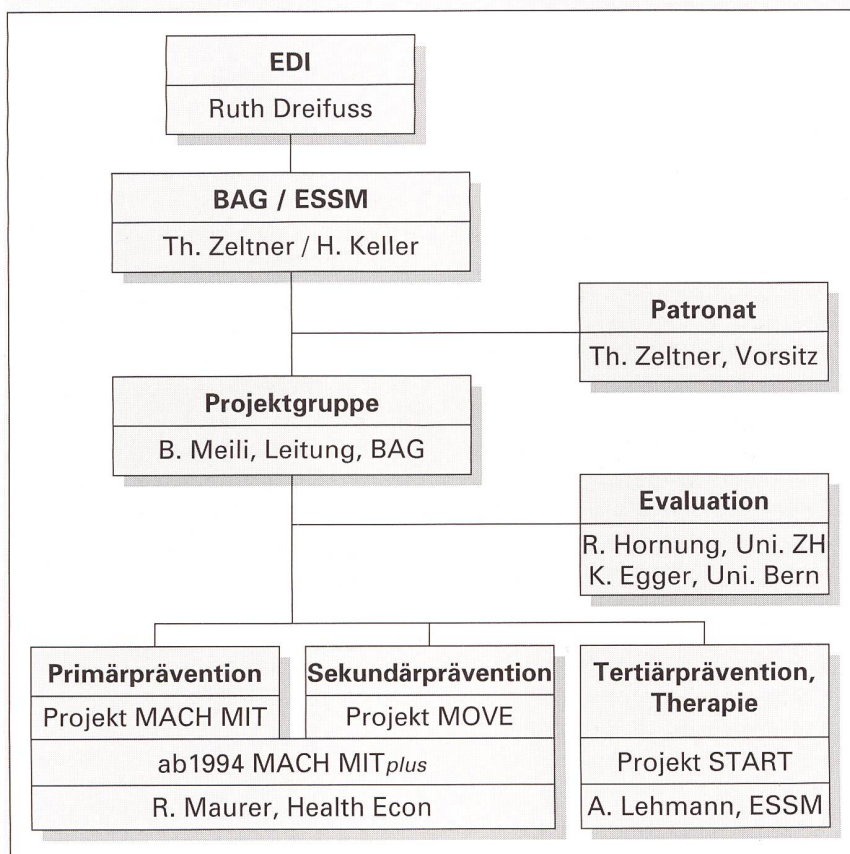 EDI
Ruth Dreifuss
BAG / ESSM
Th. Zeltner / H. Keller
Patronat
Th. Zeltner, Vorsitz
Projektgruppe
B. Meili, Leitung, BAG
Evaluation
R. Hornung, Uni. ZH
K. Egger, Uni. Bern
Primärprävention
Projekt MACH MIT
Sekundärprävention
Projekt MOVE
ab1994 MACH MITplus
R. Maurer, Health Econ
Tertiärprävention,
Therapie
Projekt START
A. Lehmann, ESSM